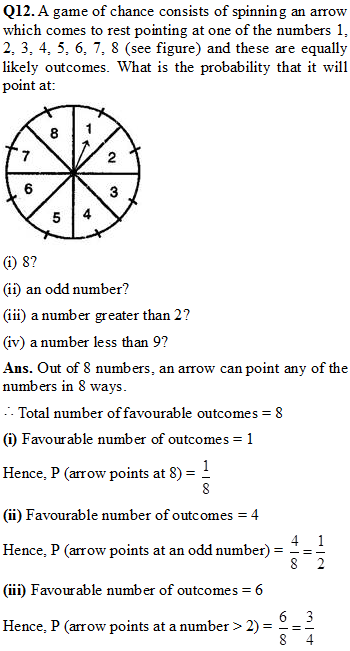 Q12. A game of chance consists of spinning an arrow
which comes to rest pointing at one of the numbers 1,
2, 3, 4, 5, 6, 7, 8 (see figure) and these are equally
likely outcomes. What is the probability that it will
point at:
8 1
7 2
6 3
5 4
(i) 8?
(ii) an odd number?
(iii) a number greater than 2?
(iv) a number less than 9?
Ans. Out of 8 numbers, an arrow can point any of the
numbers in 8 ways.
∴ Total number of favourable outcomes = 8
(i) Favourable number of outcomes = 1
Hence, P (arrow points at 8) = 1/8
(ii) Favourable number of outcomes = 4
Hence, P (arrow points at an odd number) = 4/8 = 1/2
(iii) Favourable number of outcomes = 6
Hence, P (arrow points at a number > 2) = 6/8 = 3/4